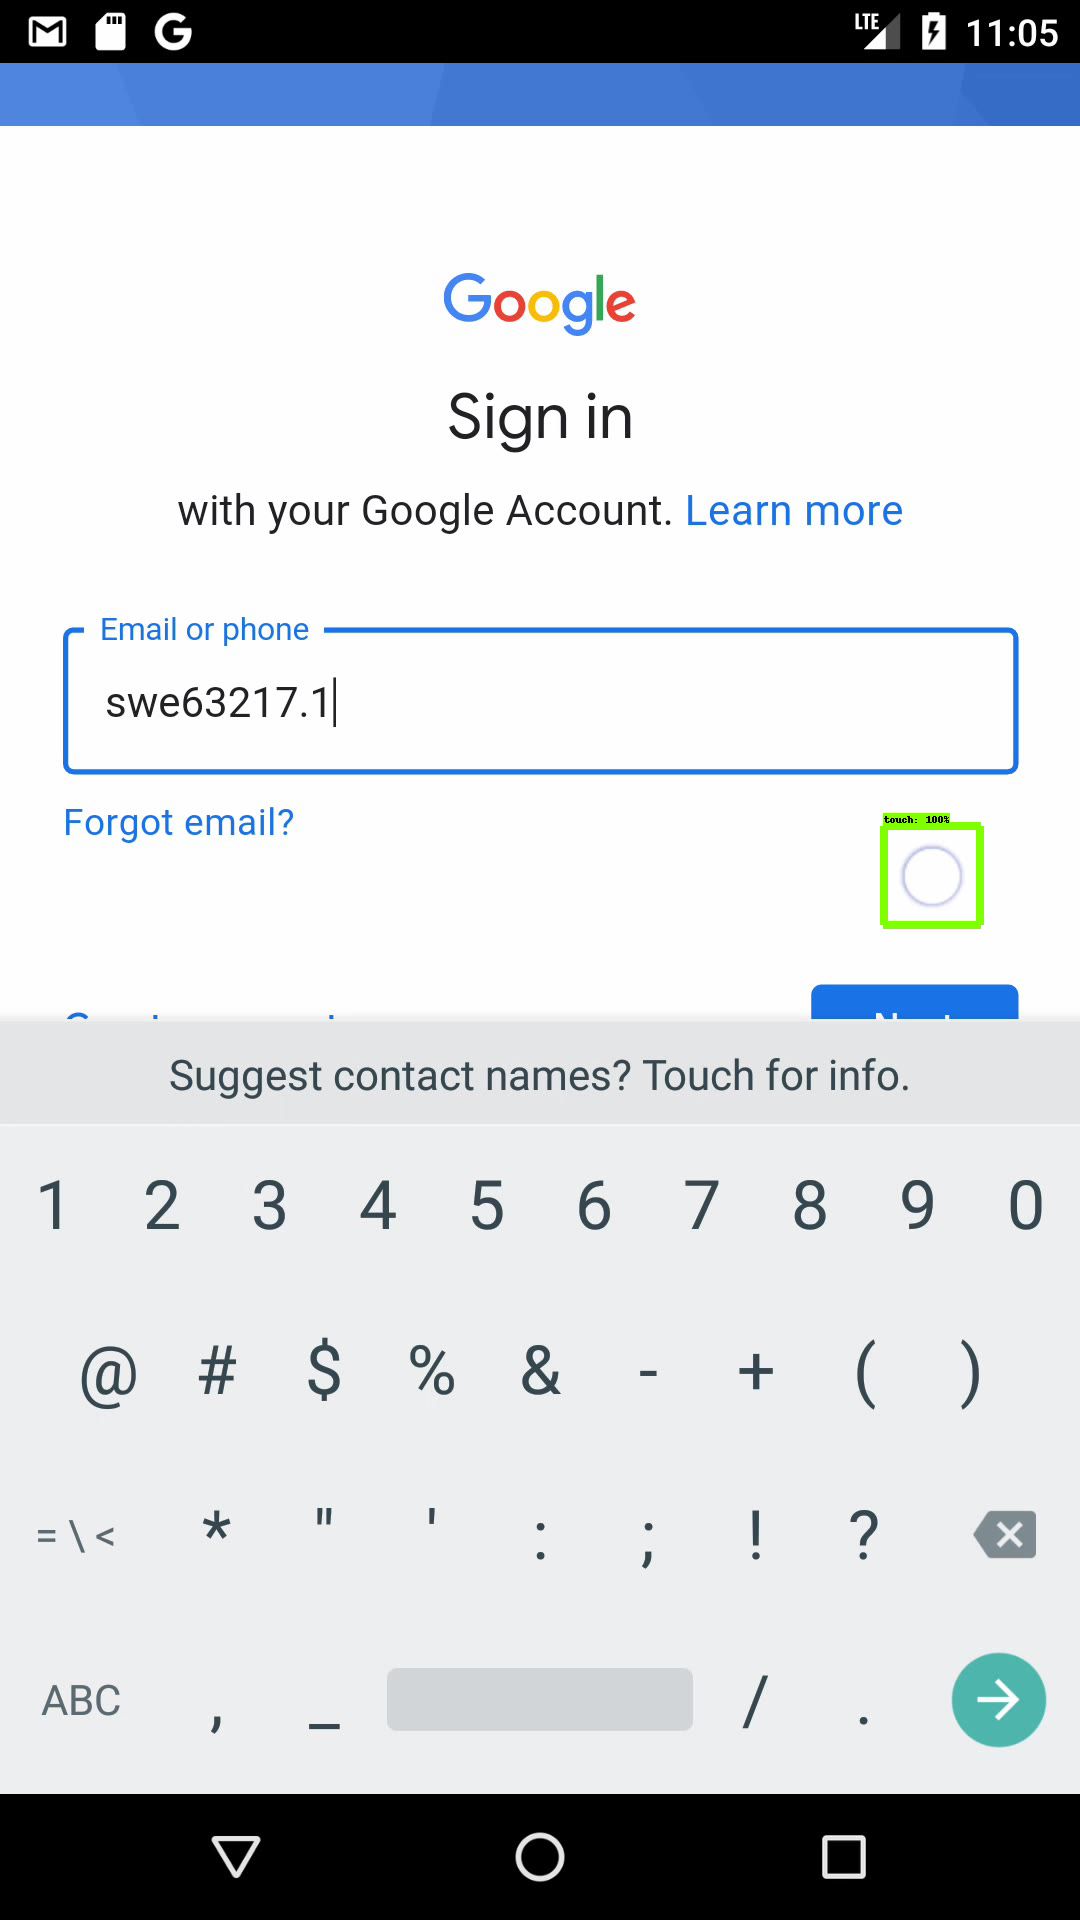 LTE 11:05
Google
Sign in
with your Google Account. Learn more
Email or phone
swe63217.1
Forgot email?
touch: 100%
Suggest contact names? Touch for info.
1 2 3 4 5 6 7 8 9 0
@ # $ % & - + ( )
= \ < * " ' : ; ! ?
ABC , _ / .